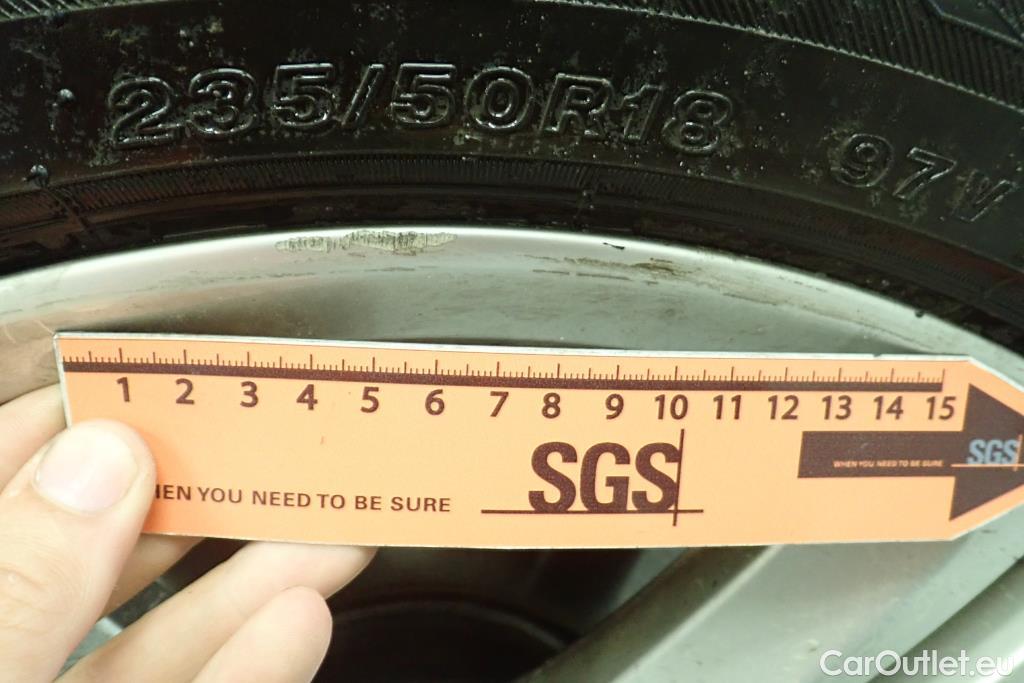 235/50R18 97V
1 2 3 4 5 6 7 8 9 10 11 12 13 14 15
SGS
WHEN YOU NEED TO BE SURE
SGS
HEN YOU NEED TO BE SURE
CarOutlet.eu